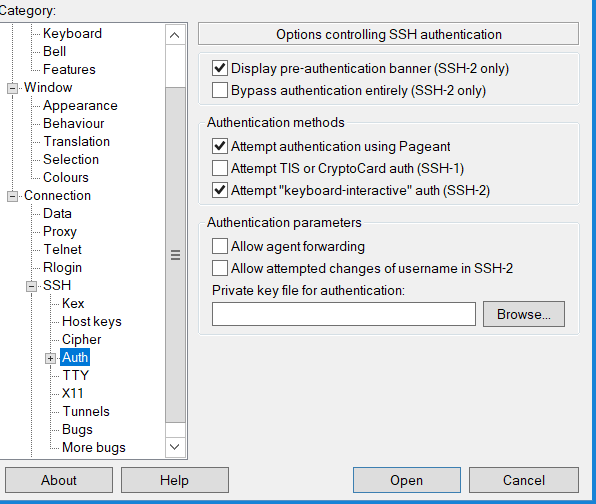 Category:
Keyboard
Bell
Features
Window
Appearance
Behaviour
Translation
Selection
Colours
Connection
Data
Proxy
Telnet
Rlogin
SSH
Kex
Host keys
Cipher
Auth
TTY
X11
Tunnels
Bugs
More bugs
Options controlling SSH authentication
Display pre-authentication banner (SSH-2 only)
Bypass authentication entirely (SSH-2 only)
Authentication methods
Attempt authentication using Pageant
Attempt TIS or CryptoCard auth (SSH-1)
Attempt "keyboard-interactive" auth (SSH-2)
Authentication parameters
Allow agent forwarding
Allow attempted changes of username in SSH-2
Private key file for authentication:
Browse...
About
Help
Open
Cancel